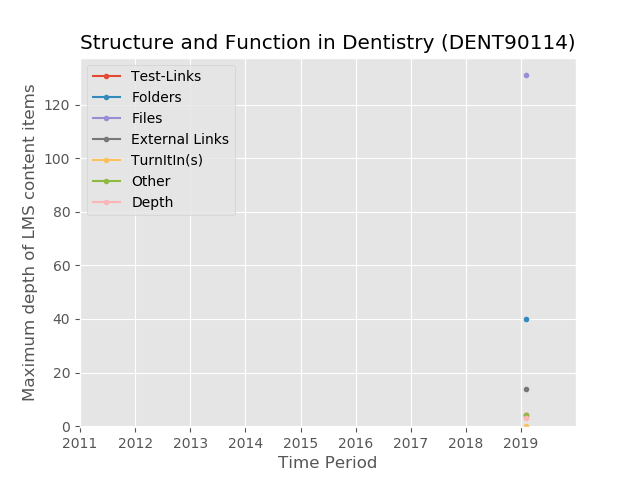 Structure and Function in Dentistry (DENT90114)
Maximum depth of LMS content items
120
100
80
60
40
20
0
Test-Links
Folders
Files
External Links
TurnItIn(s)
Other
Depth
2011 2012 2013 2014 2015 2016 2017 2018 2019
Time Period